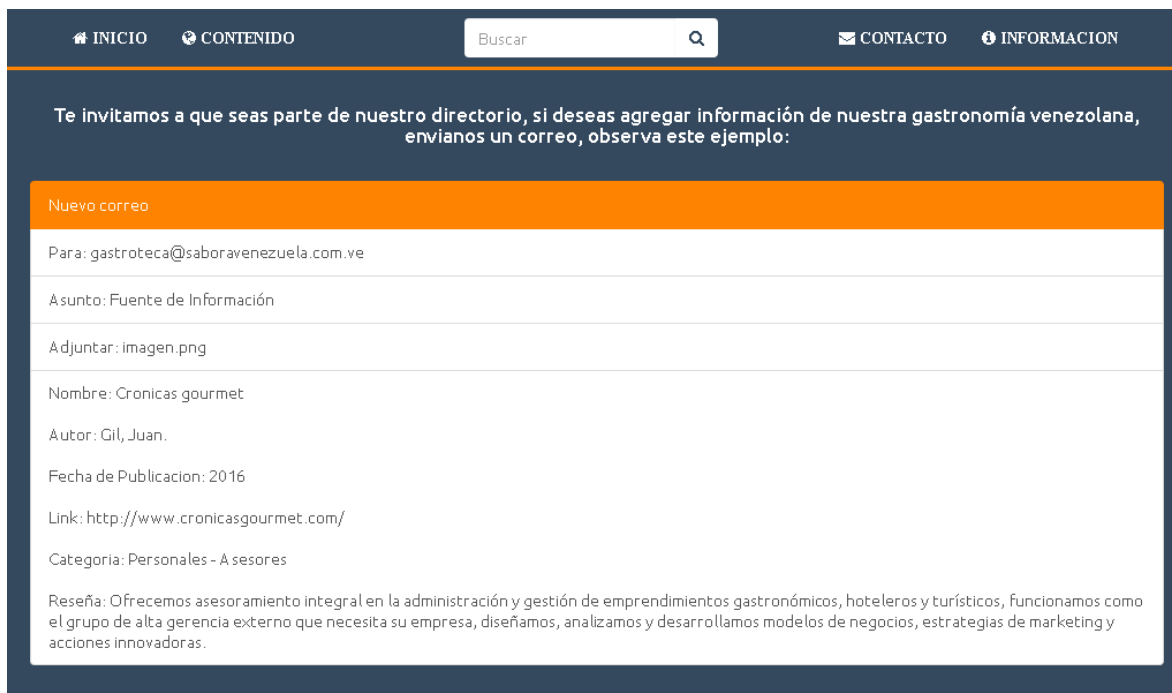 INICIO CONTENIDO Buscar CONTACTO INFORMACION
Te invitamos a que seas parte de nuestro directorio, si deseas agregar información de nuestra gastronomía venezolana,
envianos un correo, observa este ejemplo:
Nuevo correo
Para: gastroteca@saboravenezuela.com.ve
Asunto: Fuente de Información
Adjuntar: imagen.png
Nombre: Cronicas gourmet
Autor: Gil, Juan.
Fecha de Publicacion: 2016
Link: http://www.cronicasgourmet.com/
Categoria: Personales - Asesores
Reseña: Ofrecemos asesoramiento integral en la administración y gestión de emprendimientos gastronómicos, hoteleros y turísticos, funcionamos como
el grupo de alta gerencia externo que necesita su empresa, diseñamos, analizamos y desarrollamos modelos de negocios, estrategias de marketing y
acciones innovadoras.